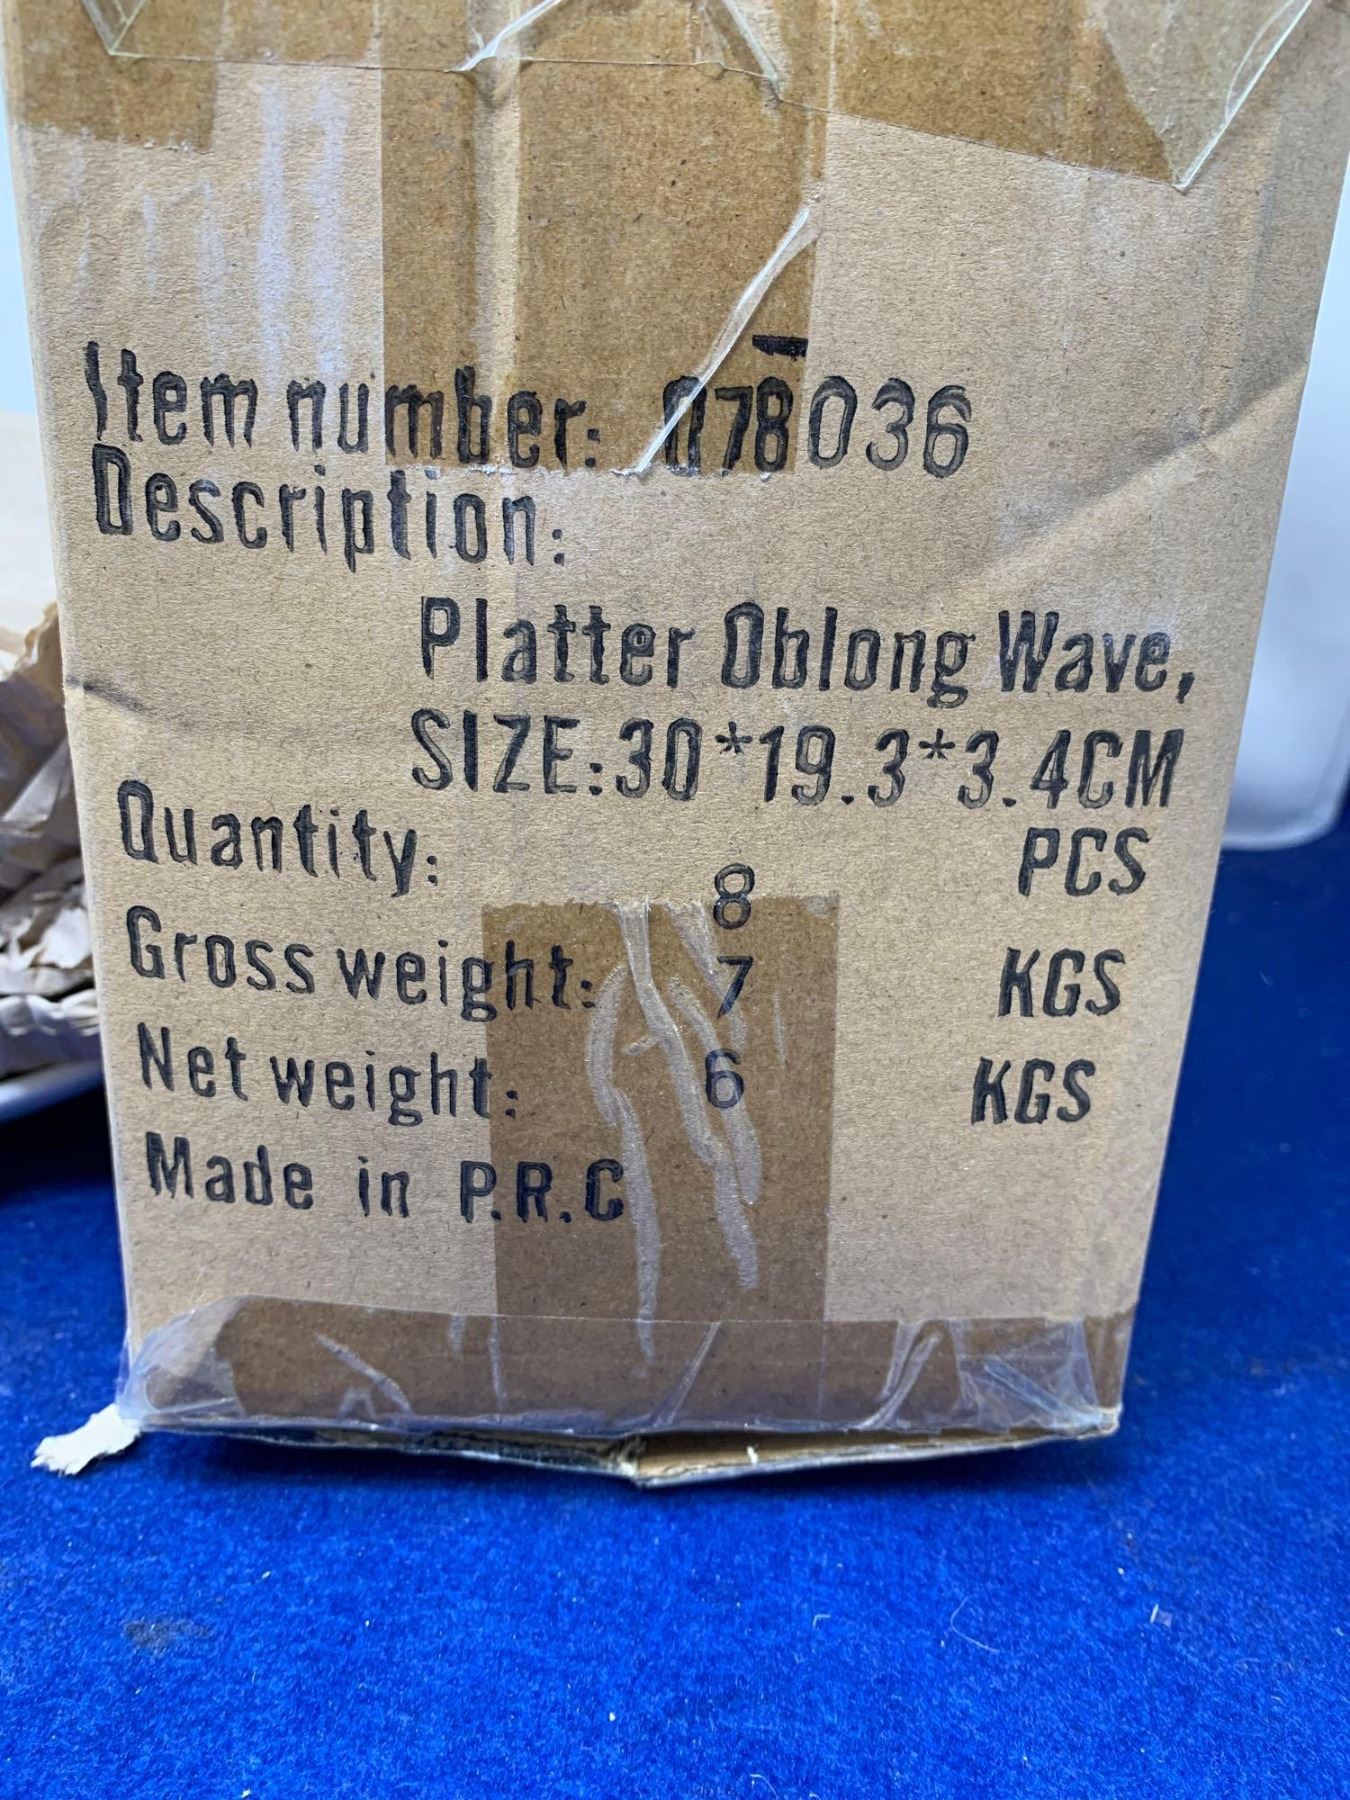 Item number: 078036
Description:
Platter Oblong Wave,
SIZE:30*19.3*3.4CM
Quantity: 8 PCS
Gross weight: 7 KGS
Net weight: 6 KGS
Made in P.R.C